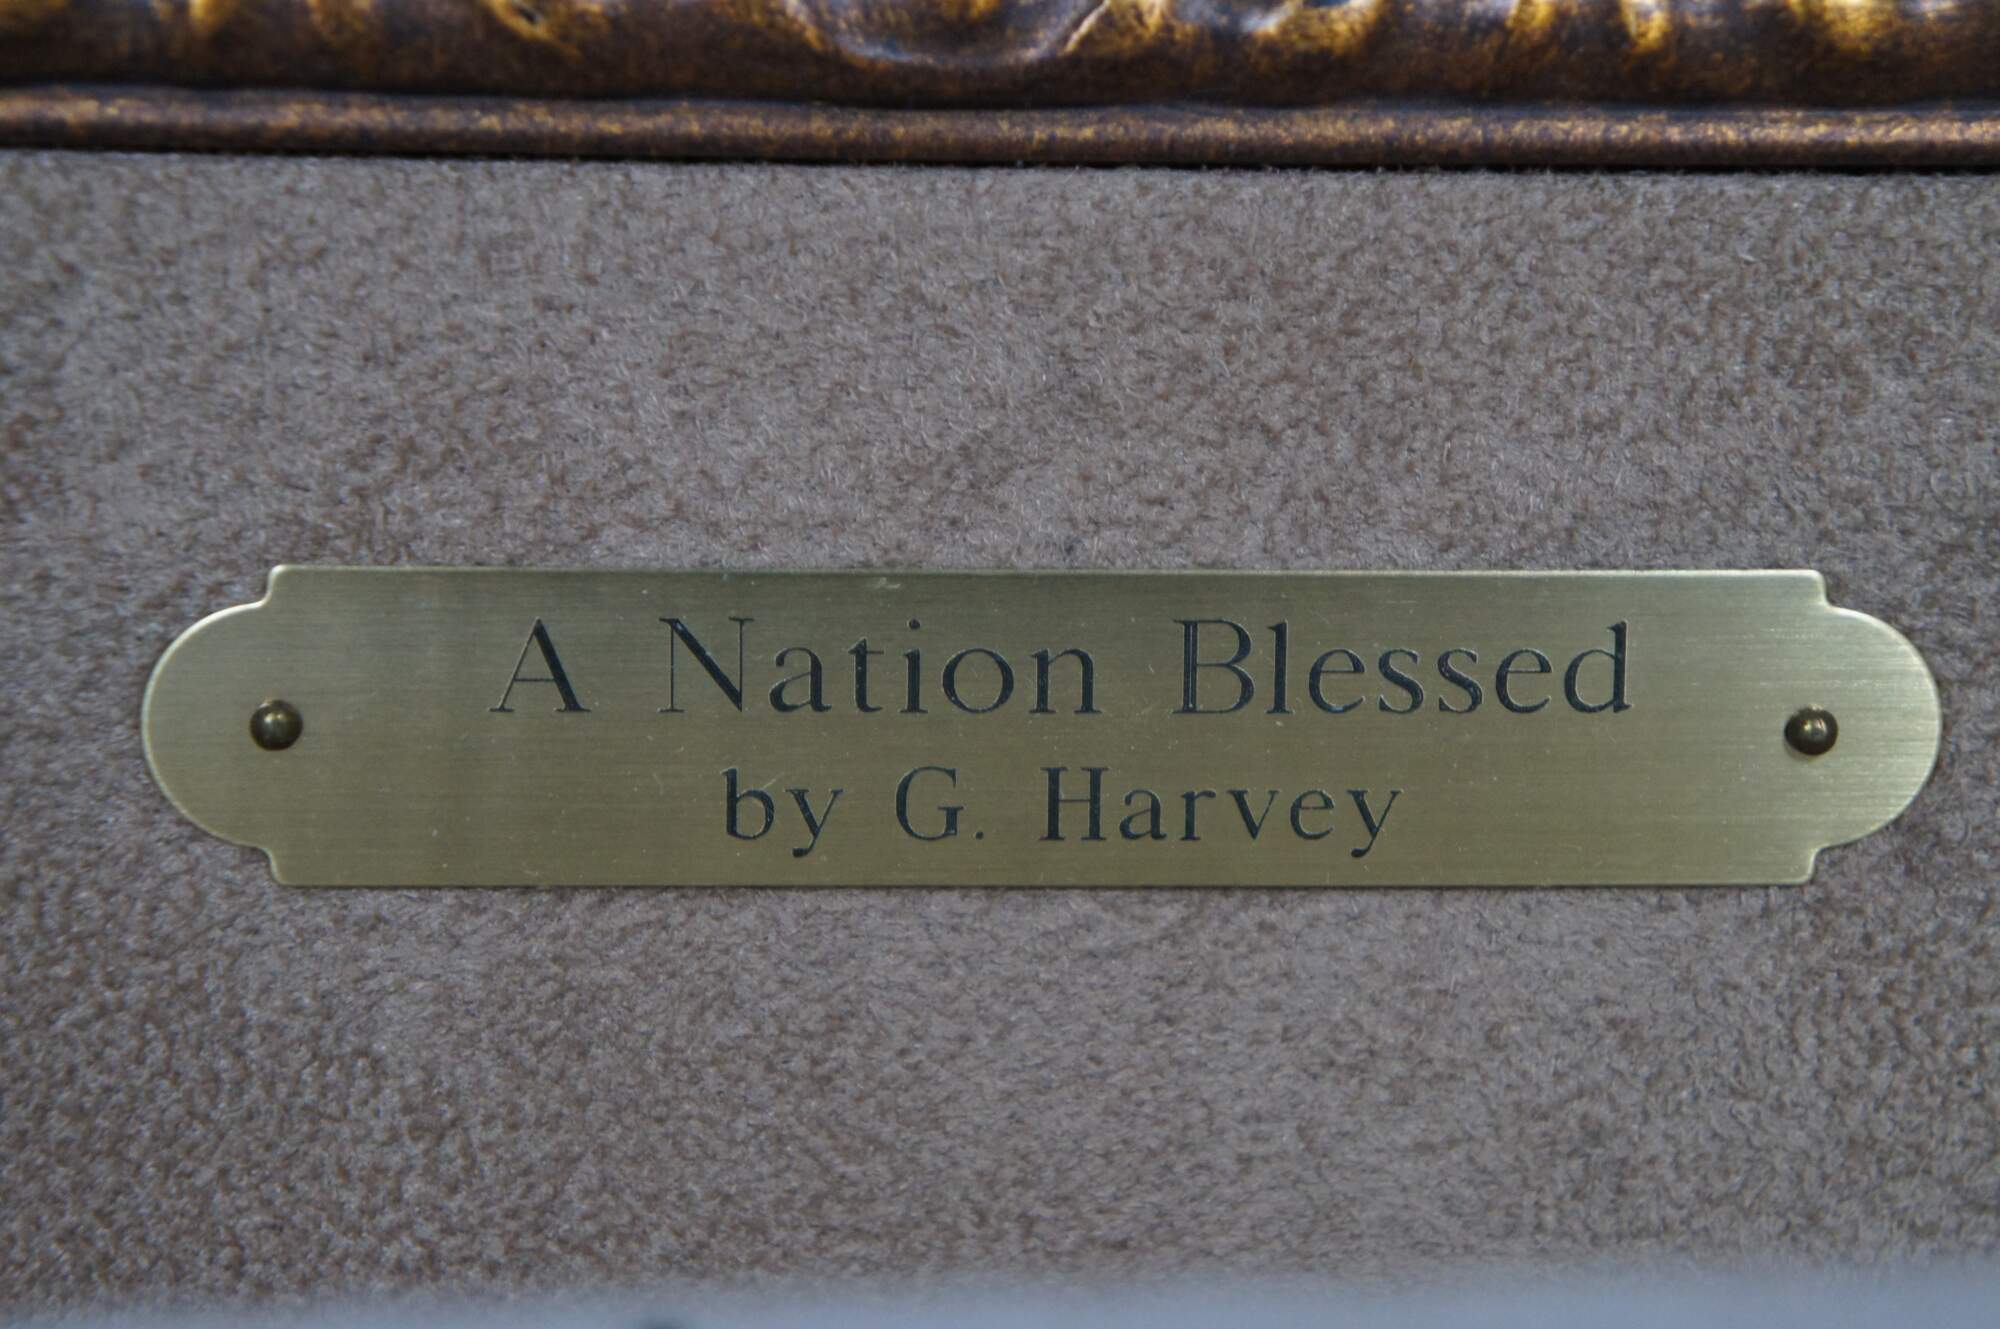 A Nation Blessed
by G. Harvey